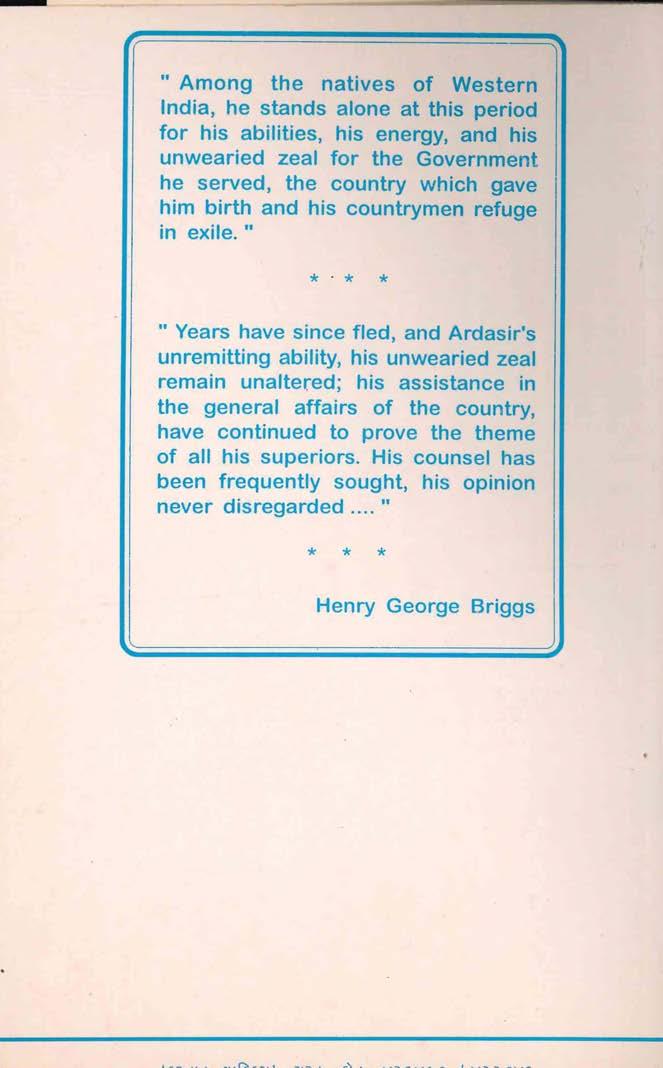 " Among the natives of Western
India, he stands alone at this period
for his abilities, his energy, and his
unwearied zeal for the Government
he served, the country which gave
him birth and his countrymen refuge
in exile. "
* * *
" Years have since fled, and Ardasir's
unremitting ability, his unwearied zeal
remain unaltered; his assistance in
the general affairs of the country,
have continued to prove the theme
of all his superiors. His counsel has
been frequently sought, his opinion
never disregarded .... "
* * *
Henry George Briggs